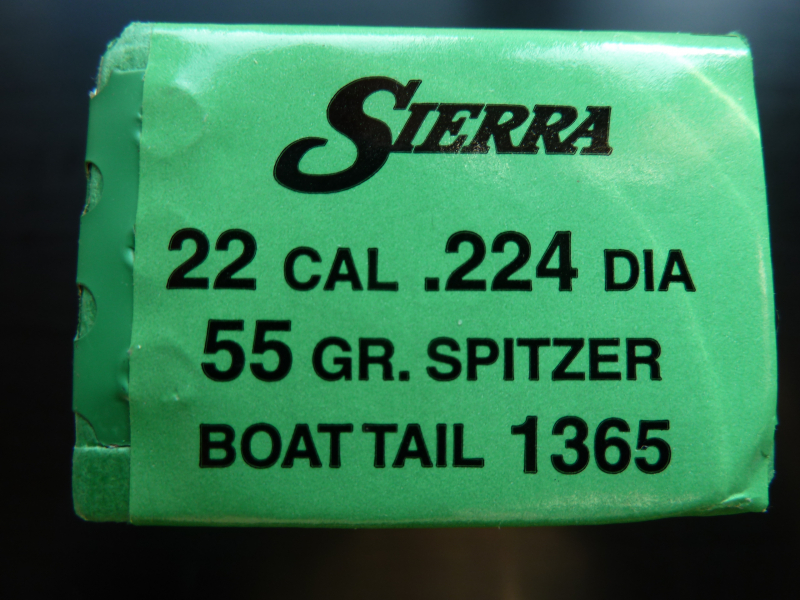 SIERRA
22 CAL .224 DIA
55 GR. SPITZER
BOAT TAIL 1365